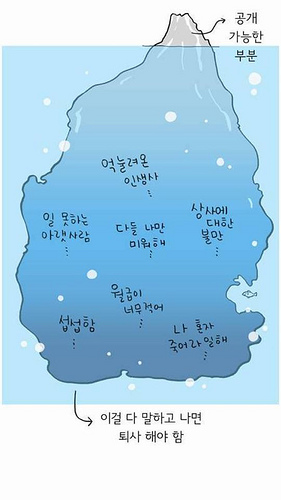 공개
가능한
부분
억눌려온
인생사
⋮
일 못하는
아랫사람
⋮
다들 나만
미워해
⋮
상사에
대한
불만
⋮
월급이
너무 적어
⋮
섭섭함
⋮
나 혼자
죽어라 일해
⋮
이걸 다 말하고 나면
퇴사 해야 함